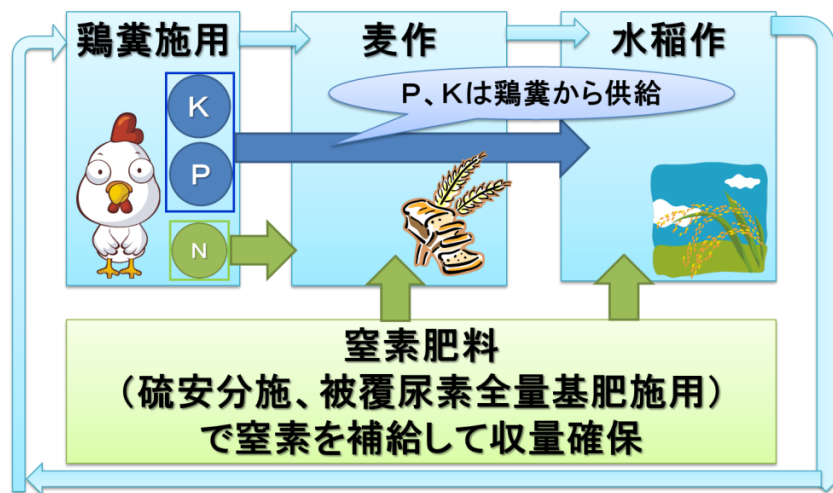 鶏糞施用
麦作
水稲作
P、Kは鶏糞から供給
K
P
N
窒素肥料
（硫安分施、被覆尿素全量基肥施用）
で窒素を補給して収量確保